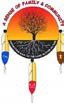 A SENSE OF FAMILY & COMMUNITY